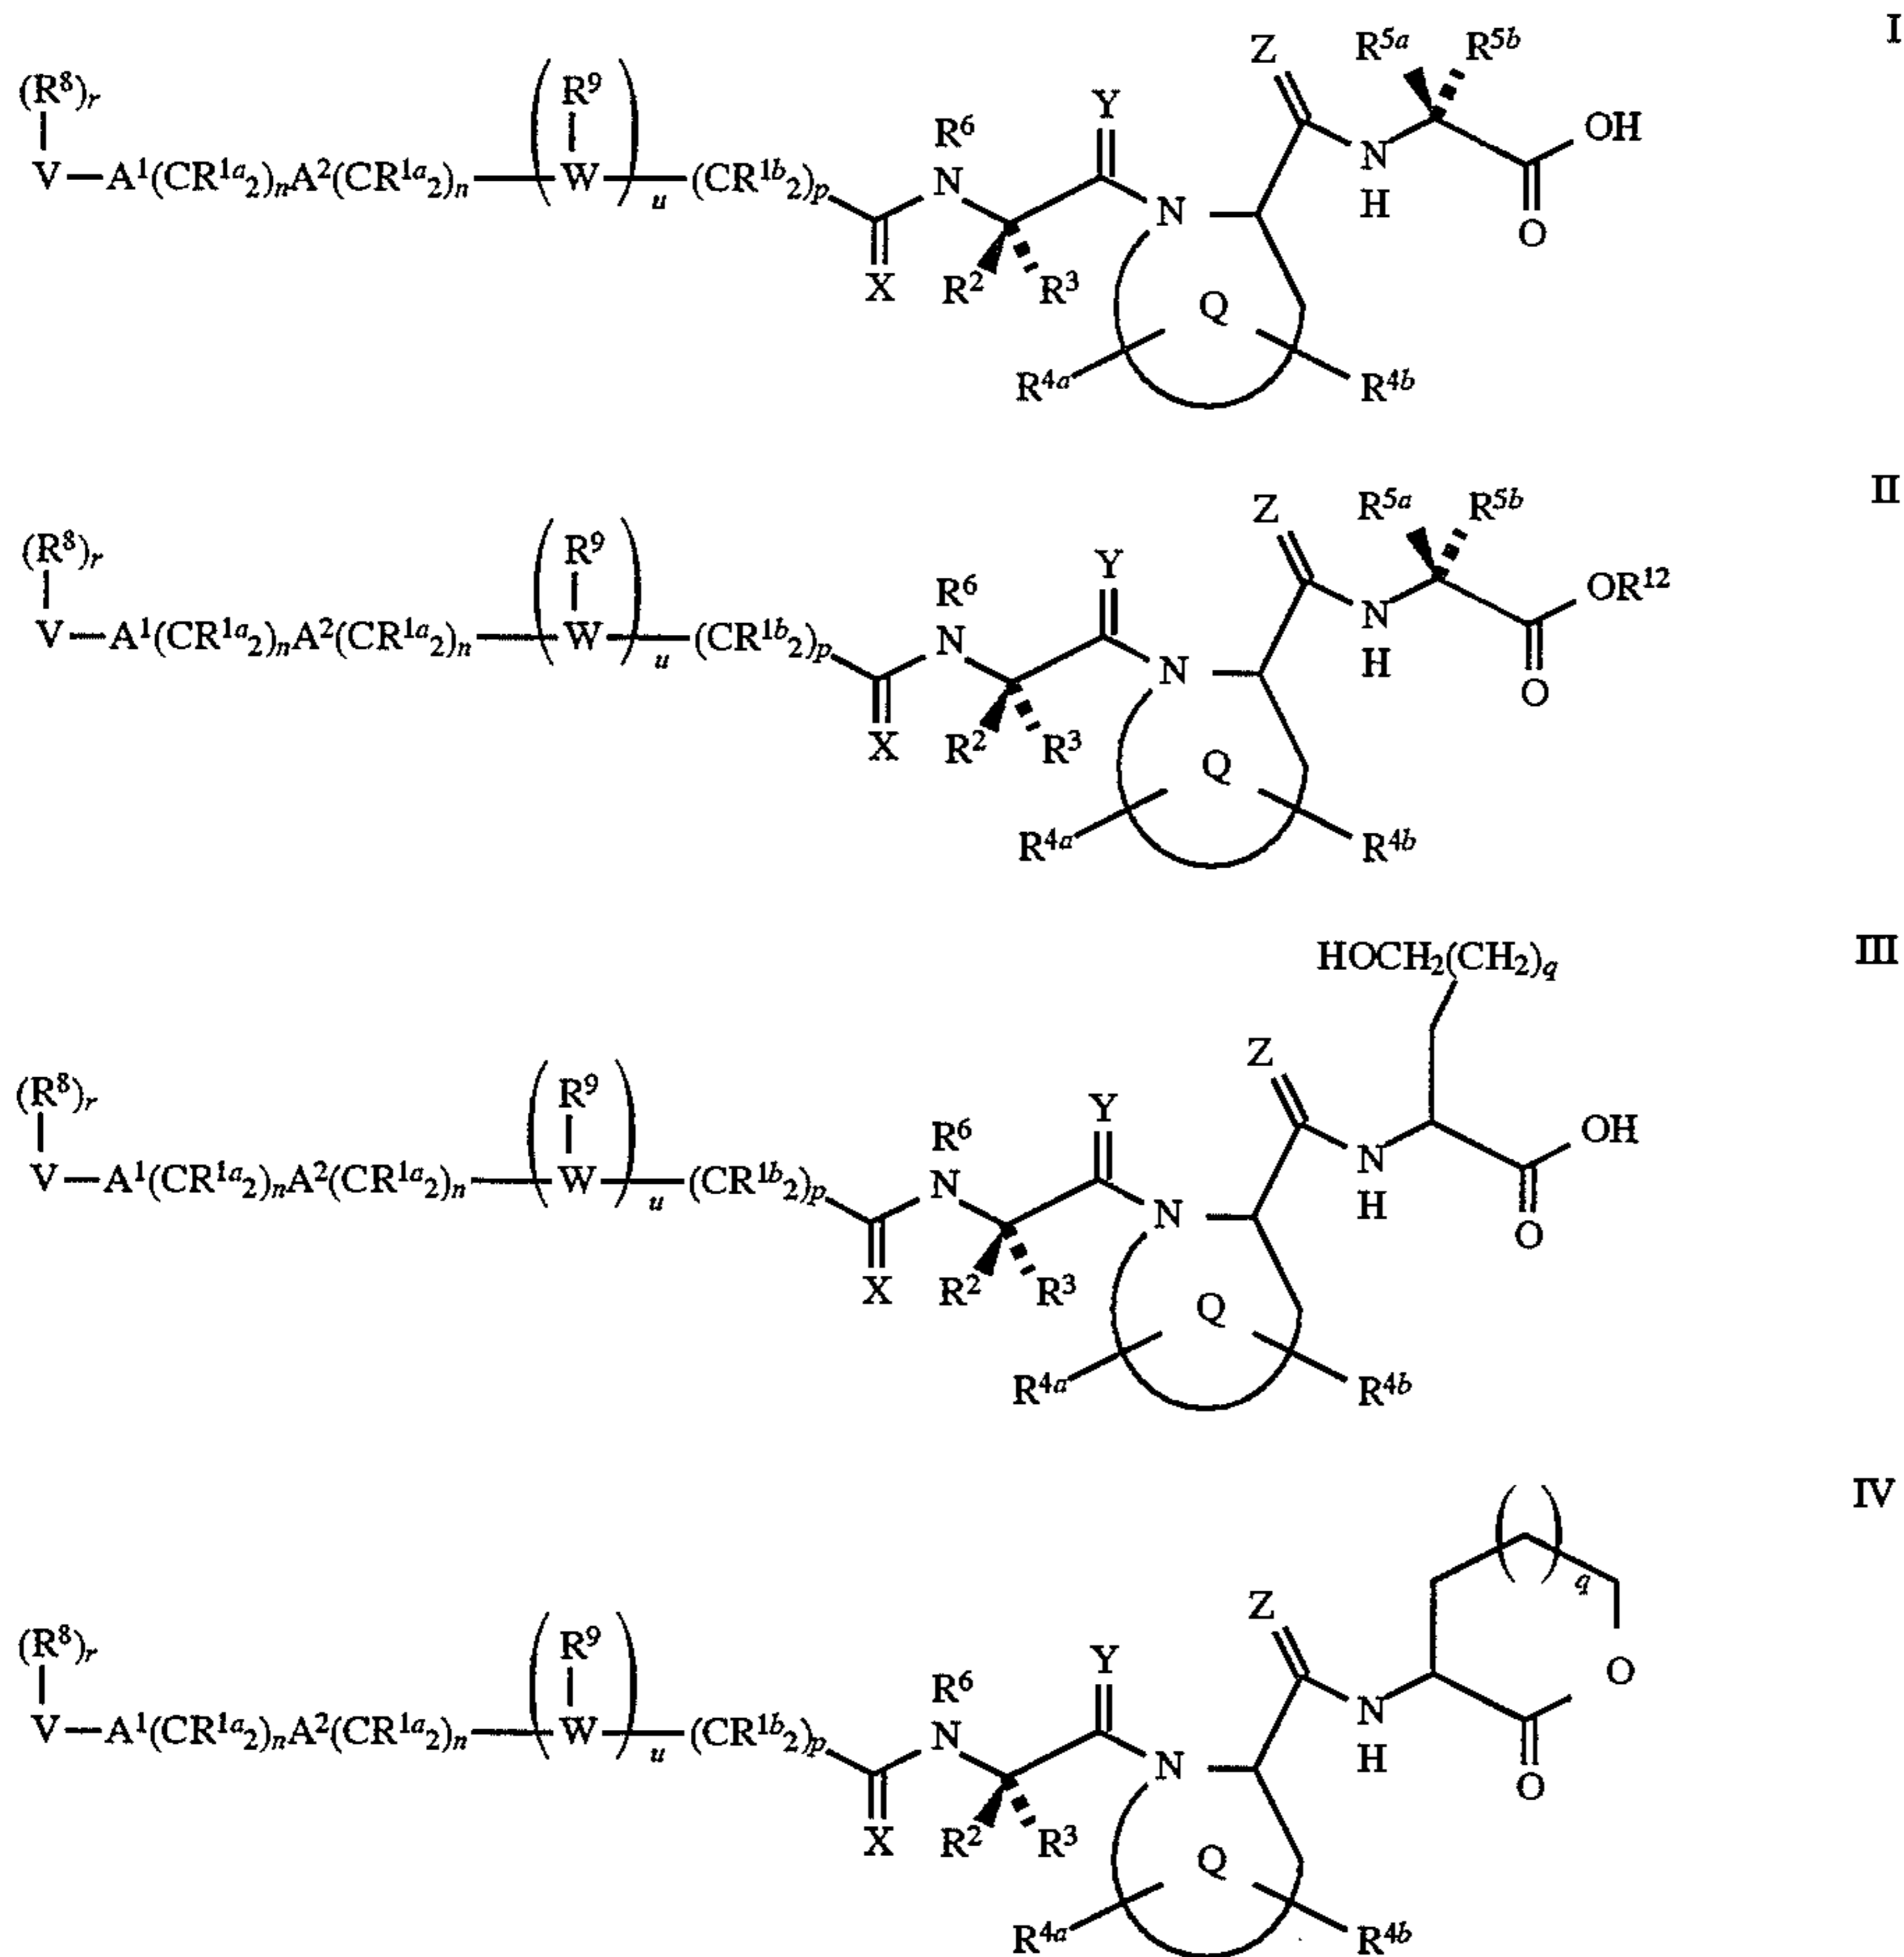 I
Z R⁵ᵃ R⁵ᵇ
(R⁸)ᵣ R⁹ R⁶ Y OH
V—A¹(CR¹ᵃ₂)ₙA²(CR¹ᵃ₂)ₙ—(W)ᵤ—(CR¹ᵇ₂)ₚ N N N H O
X R² R³ Q
R⁴ᵃ R⁴ᵇ
II
Z R⁵ᵃ R⁵ᵇ
(R⁸)ᵣ R⁹ R⁶ Y OR¹²
V—A¹(CR¹ᵃ₂)ₙA²(CR¹ᵃ₂)ₙ—(W)ᵤ—(CR¹ᵇ₂)ₚ N N N H O
X R² R³ Q
R⁴ᵃ R⁴ᵇ
III
HOCH₂(CH₂)q
Z
(R⁸)ᵣ R⁹ R⁶ Y OH
V—A¹(CR¹ᵃ₂)ₙA²(CR¹ᵃ₂)ₙ—(W)ᵤ—(CR¹ᵇ₂)ₚ N N N H O
X R² R³ Q
R⁴ᵃ R⁴ᵇ
IV
q
Z
(R⁸)ᵣ R⁹ R⁶ Y O
V—A¹(CR¹ᵃ₂)ₙA²(CR¹ᵃ₂)ₙ—(W)ᵤ—(CR¹ᵇ₂)ₚ N N N H O
X R² R³ Q
R⁴ᵃ R⁴ᵇ